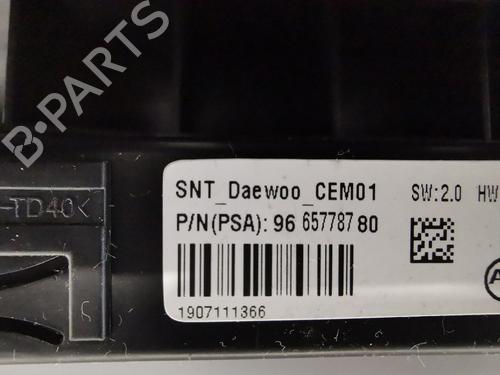 B-PARTS
-TD40<
SNT_Daewoo_CEM01 SW:2.0 HW
P/N(PSA): 96 657787 80
1907111366